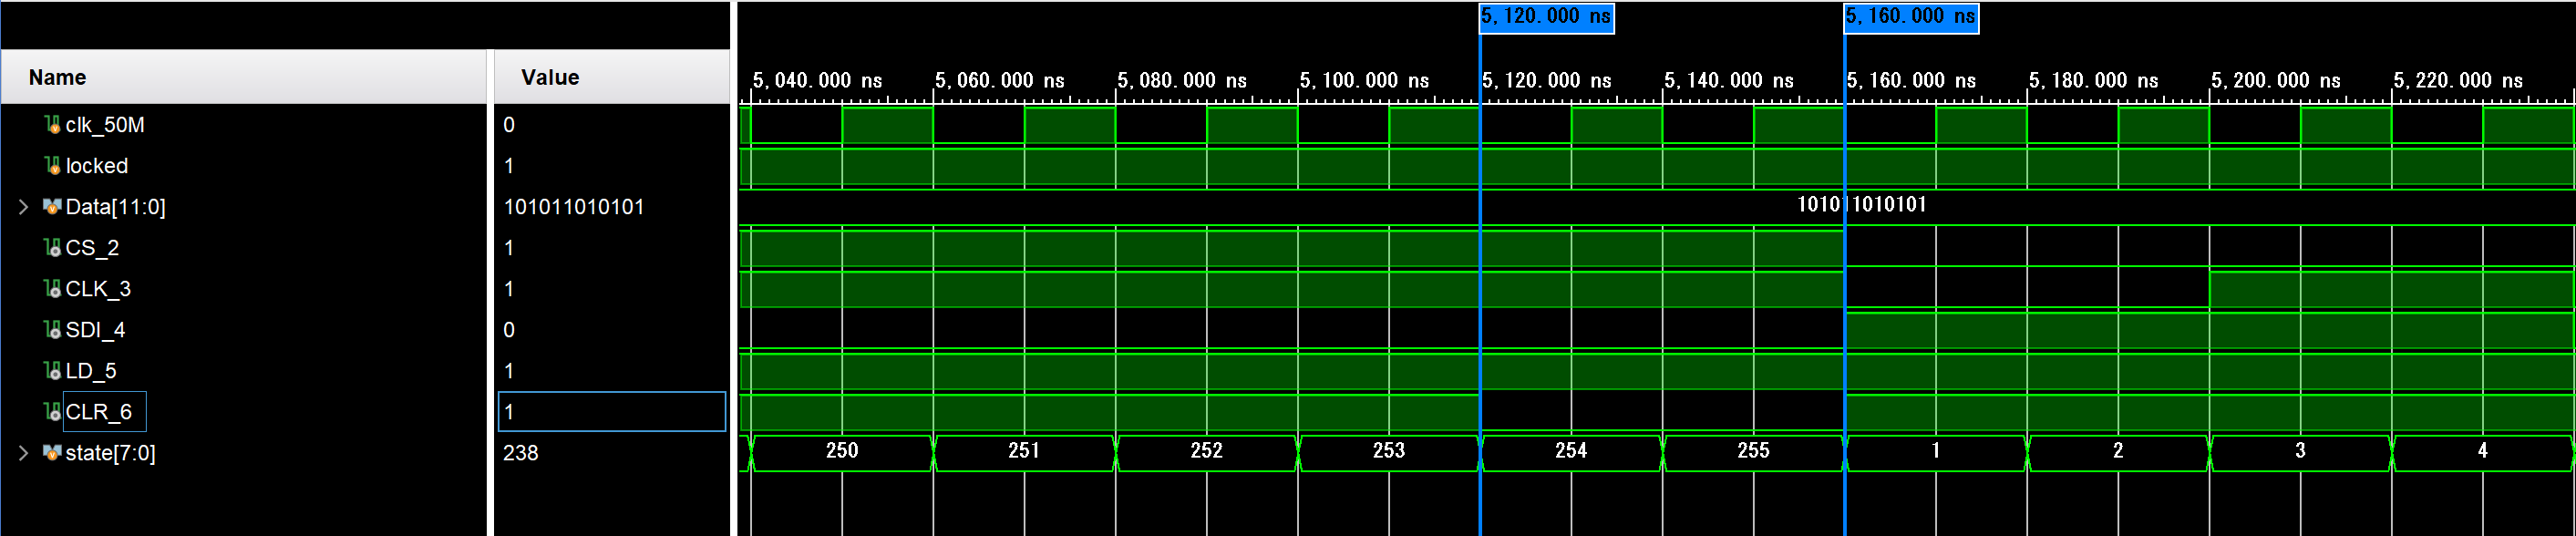 5,120.000 ns 5,160.000 ns
Name Value
5,040.000 ns 5,060.000 ns 5,080.000 ns 5,100.000 ns 5,120.000 ns 5,140.000 ns 5,160.000 ns 5,180.000 ns 5,200.000 ns 5,220.000 ns
clk_50M 0
locked 1
Data[11:0] 101011010101 101011010101
CS_2 1
CLK_3 1
SDI_4 0
LD_5 1
CLR_6 1
state[7:0] 238 250 251 252 253 254 255 1 2 3 4